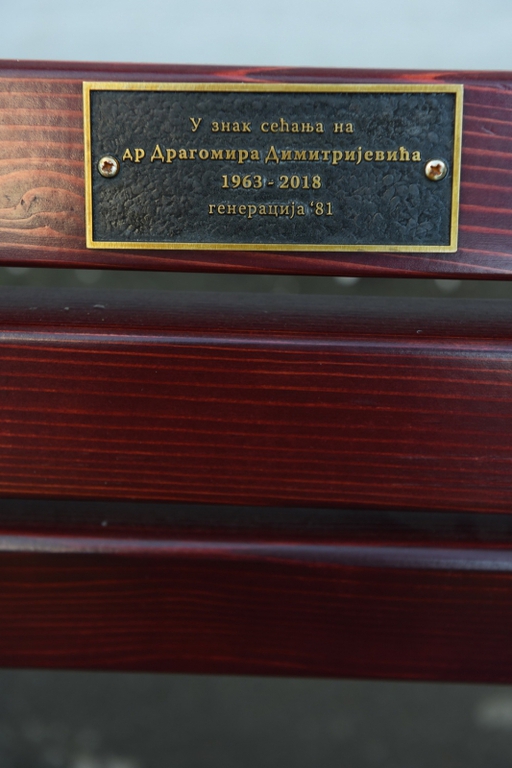 У знак сећања на
др Драгомира Димитријевића
1963 - 2018
генерација '81